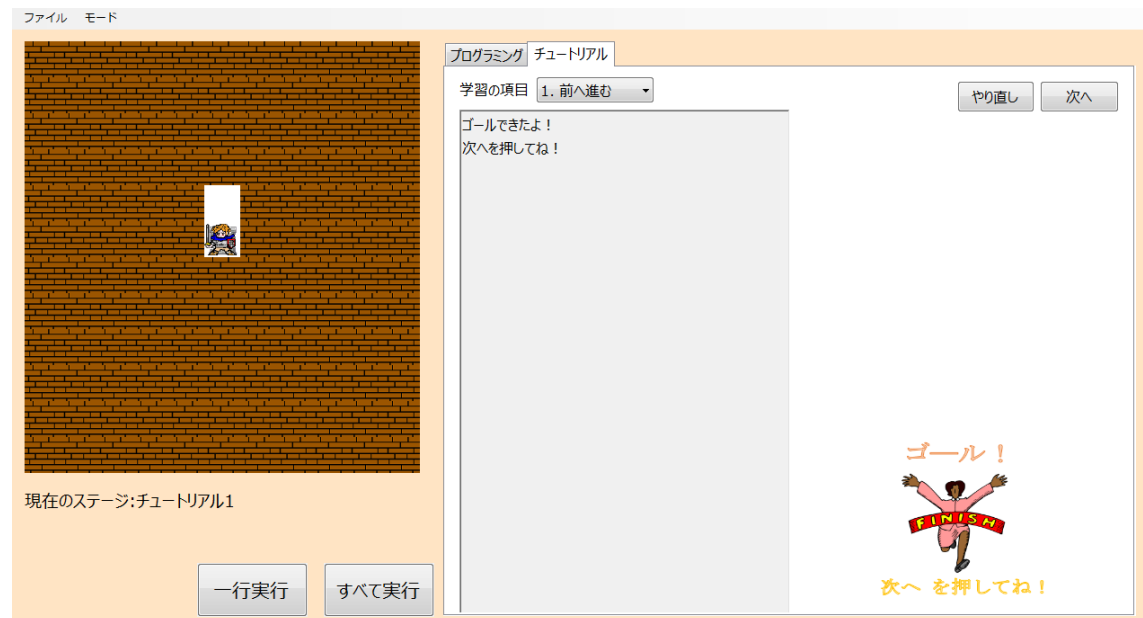 ファイル モード
プログラミング チュートリアル
学習の項目 1. 前へ進む
やり直し 次へ
ゴールできたよ！
次へを押してね！
ゴール！
FINISH
次へ を押してね！
現在のステージ:チュートリアル1
一行実行 すべて実行